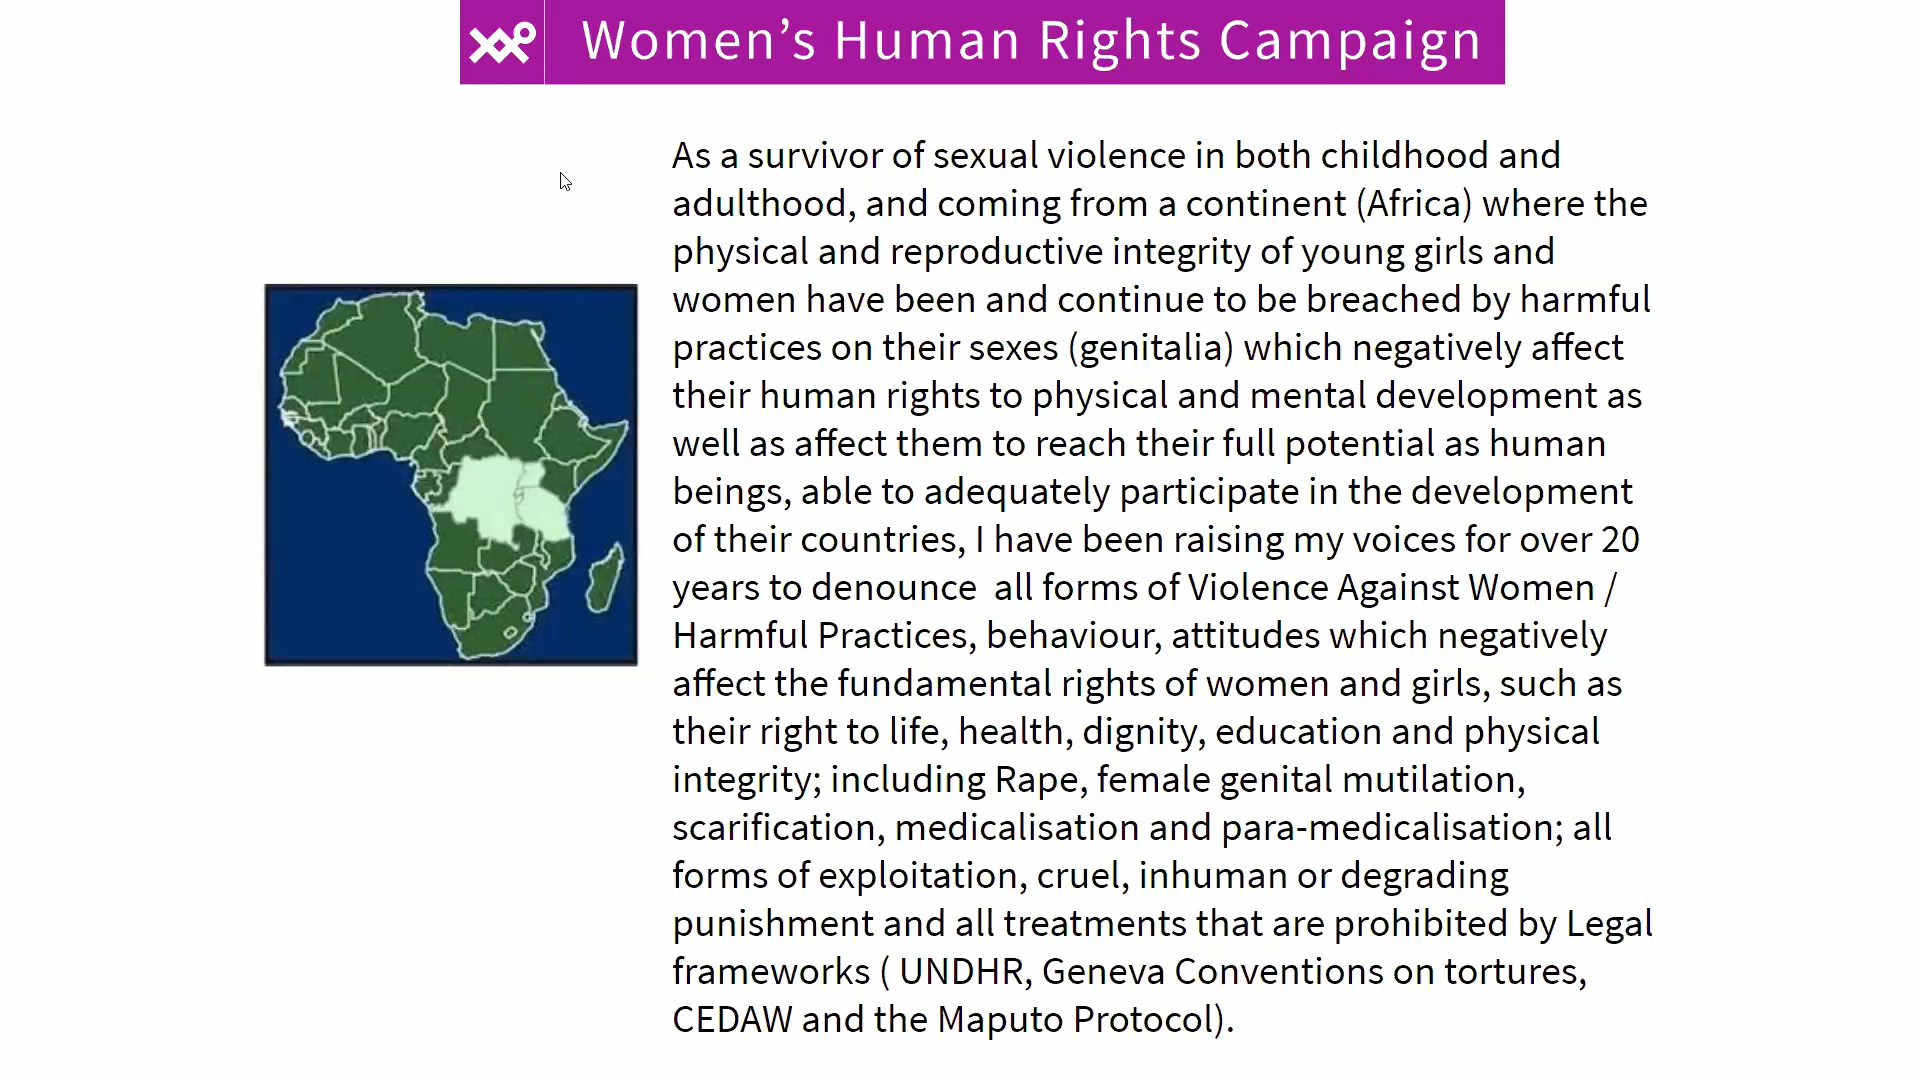 Women’s Human Rights Campaign
As a survivor of sexual violence in both childhood and
adulthood, and coming from a continent (Africa) where the
physical and reproductive integrity of young girls and
women have been and continue to be breached by harmful
practices on their sexes (genitalia) which negatively affect
their human rights to physical and mental development as
well as affect them to reach their full potential as human
beings, able to adequately participate in the development
of their countries, I have been raising my voices for over 20
years to denounce  all forms of Violence Against Women /
Harmful Practices, behaviour, attitudes which negatively
affect the fundamental rights of women and girls, such as
their right to life, health, dignity, education and physical
integrity; including Rape, female genital mutilation,
scarification, medicalisation and para-medicalisation; all
forms of exploitation, cruel, inhuman or degrading
punishment and all treatments that are prohibited by Legal
frameworks ( UNDHR, Geneva Conventions on tortures,
CEDAW and the Maputo Protocol).